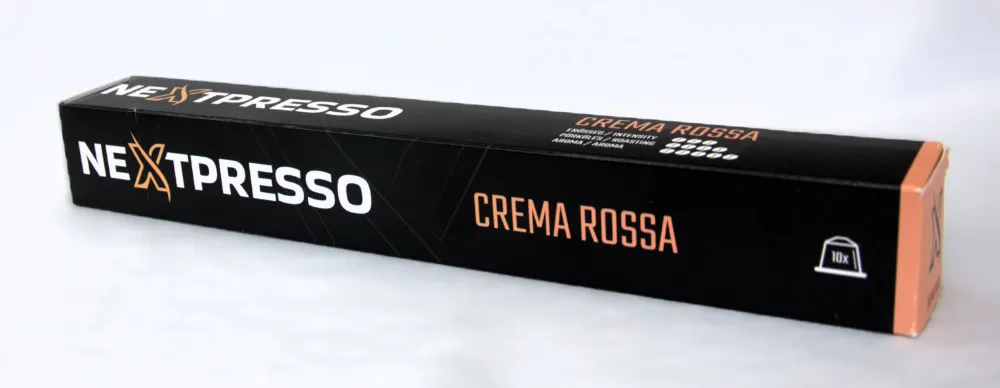 NEXTPRESSO
CREMA ROSSA
ERŐSSÉG / INTENSITY
PÖRKÖLÉS / ROASTING
AROMA / AROMA
NEXTPRESSO
CREMA ROSSA
10x
X